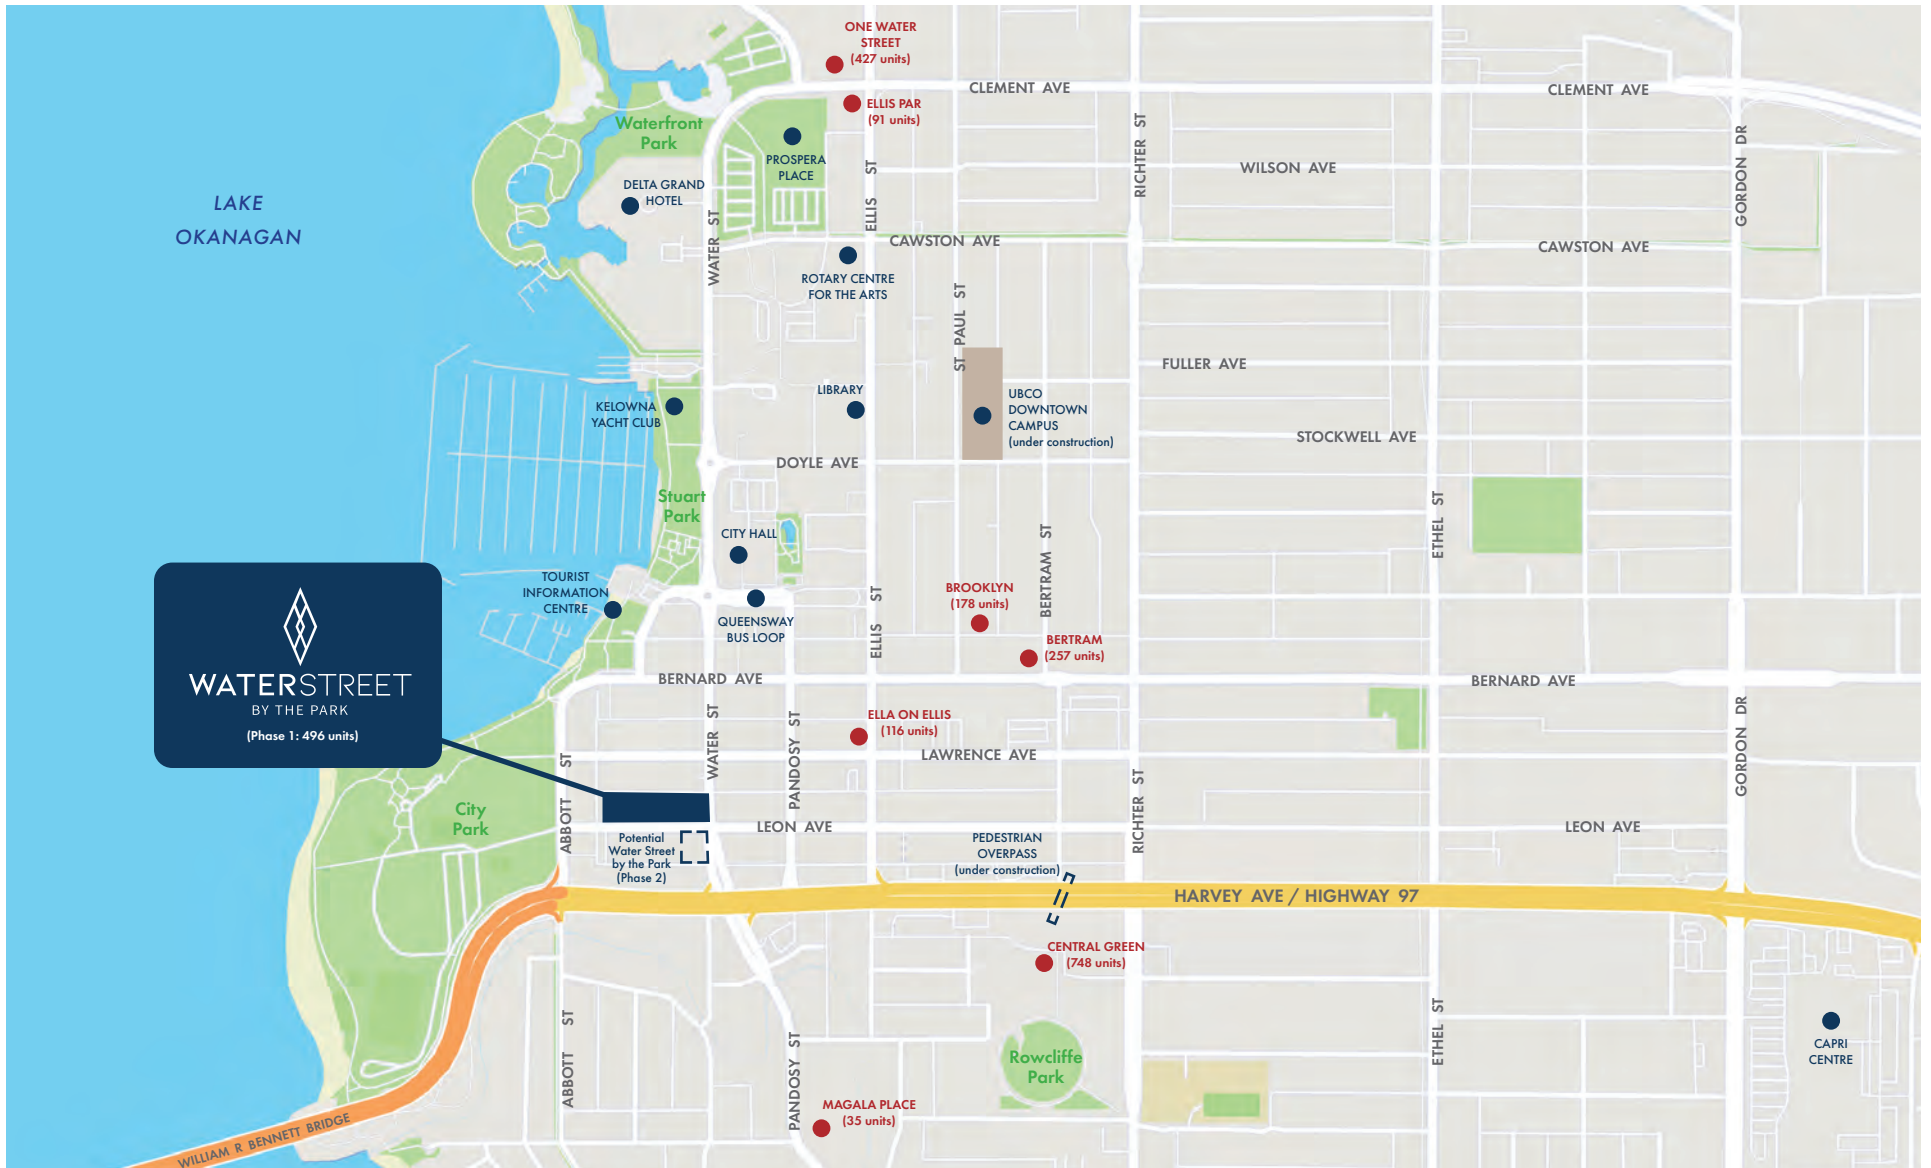 ONE WATER
STREET
(427 units)
CLEMENT AVE
CLEMENT AVE
ELLIS PAR
(91 units)
Waterfront
Park
PROSPERA
PLACE
RICHTER ST
GORDON DR
WILSON AVE
ELLIS ST
DELTA GRAND
HOTEL
LAKE
OKANAGAN
WATER ST
CAWSTON AVE
CAWSTON AVE
ROTARY CENTRE
FOR THE ARTS
ST PAUL ST
FULLER AVE
LIBRARY
UBCO
DOWNTOWN
CAMPUS
(under construction)
KELOWNA
YACHT CLUB
STOCKWELL AVE
DOYLE AVE
Stuart
Park
ETHEL ST
CITY HALL
BERTRAM ST
TOURIST
INFORMATION
CENTRE
BROOKLYN
(178 units)
ELLIS ST
QUEENSWAY
BUS LOOP
BERTRAM
(257 units)
WATERSTREET
BY THE PARK
(Phase 1: 496 units)
BERNARD AVE
BERNARD AVE
ELLA ON ELLIS
(116 units)
WATER ST
PANDOSY ST
GORDON DR
LAWRENCE AVE
ABBOTT ST
RICHTER ST
City
Park
LEON AVE
LEON AVE
Potential
Water Street
by the Park
(Phase 2)
PEDESTRIAN
OVERPASS
(under construction)
HARVEY AVE / HIGHWAY 97
CENTRAL GREEN
(748 units)
ABBOTT ST
PANDOSY ST
ETHEL ST
Rowcliffe
Park
CAPRI
CENTRE
MAGALA PLACE
(35 units)
WILLIAM R BENNETT BRIDGE